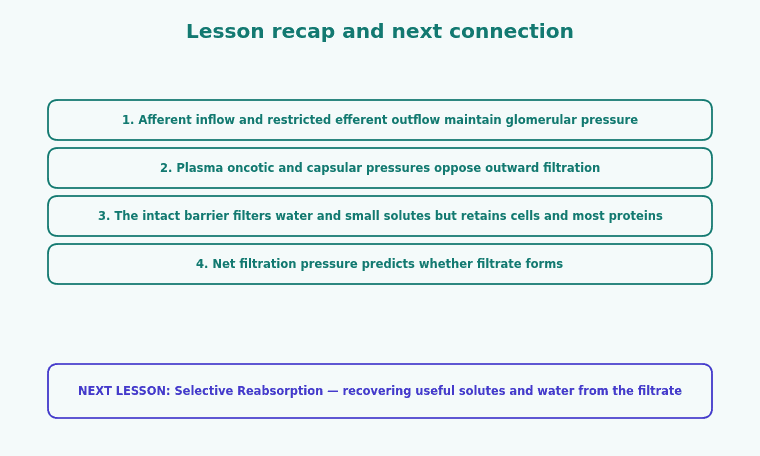 Lesson recap and next connection
1. Afferent inflow and restricted efferent outflow maintain glomerular pressure
2. Plasma oncotic and capsular pressures oppose outward filtration
3. The intact barrier filters water and small solutes but retains cells and most proteins
4. Net filtration pressure predicts whether filtrate forms
NEXT LESSON: Selective Reabsorption — recovering useful solutes and water from the filtrate